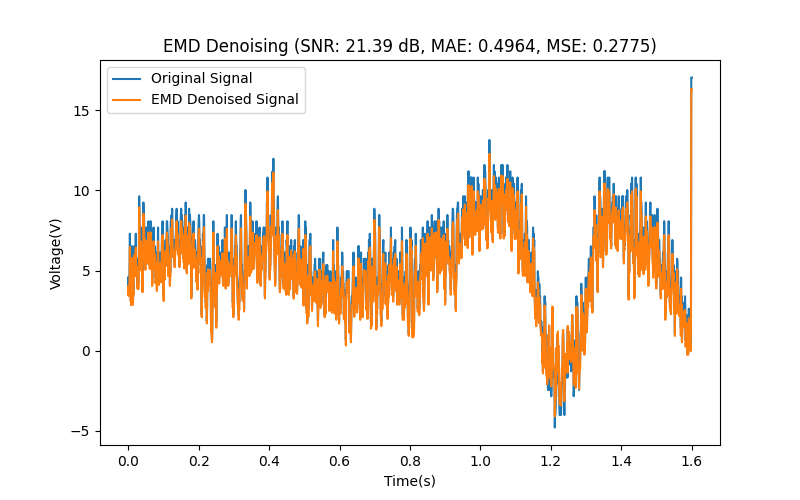 EMD Denoising (SNR: 21.39 dB, MAE: 0.4964, MSE: 0.2775)
Original Signal
EMD Denoised Signal
15
10
5
0
−5
Voltage(V)
0.0 0.2 0.4 0.6 0.8 1.0 1.2 1.4 1.6
Time(s)